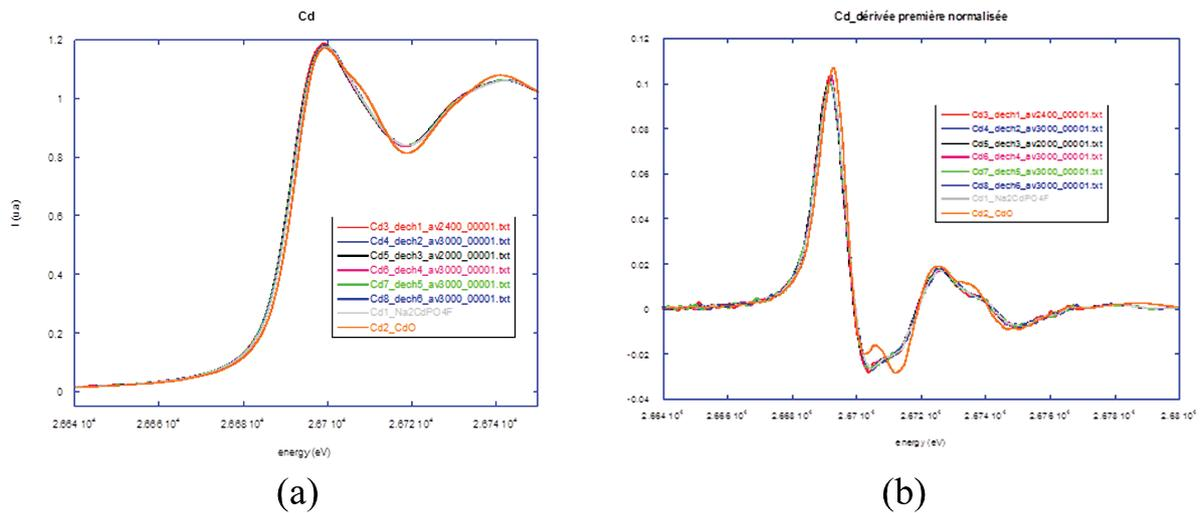 Cd
1.2
1
0.8
0.6
0.4
0.2
0
I (ua)
Cd3_dech1_av2400_00001.txt
Cd4_dech2_av3000_00001.txt
Cd5_dech3_av2000_00001.txt
Cd6_dech4_av3000_00001.txt
Cd7_dech5_av3000_00001.txt
Cd8_dech6_av3000_00001.txt
Cd1_Na2CdPO4F
Cd2_CdO
2.664 10⁴ 2.666 10⁴ 2.668 10⁴ 2.67 10⁴ 2.672 10⁴ 2.674 10⁴
energy (eV)
(a)
Cd_dérivée première normalisée
0.12
0.1
0.08
0.06
0.04
0.02
0
-0.02
-0.04
Cd3_dech1_av2400_00001.txt
Cd4_dech2_av3000_00001.txt
Cd5_dech3_av2000_00001.txt
Cd6_dech4_av3000_00001.txt
Cd7_dech5_av3000_00001.txt
Cd8_dech6_av3000_00001.txt
Cd1_Na2CdPO4F
Cd2_CdO
2.664 10⁴ 2.666 10⁴ 2.668 10⁴ 2.67 10⁴ 2.672 10⁴ 2.674 10⁴ 2.676 10⁴ 2.678 10⁴ 2.68 10⁴
energy (eV)
(b)